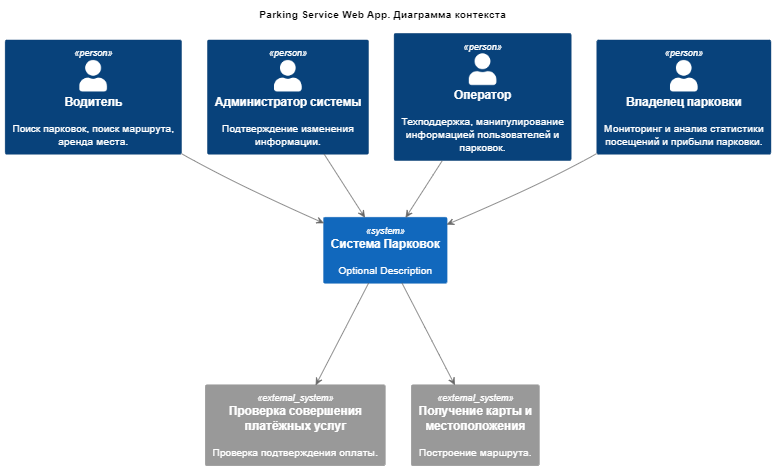 Parking Service Web App. Диаграмма контекста
«person»
Водитель
Поиск парковок, поиск маршрута,
аренда места.
«person»
Администратор системы
Подтверждение изменения
информации.
«person»
Оператор
Техподдержка, манипулирование
информацией пользователей и
парковок.
«person»
Владелец парковки
Мониторинг и анализ статистики
посещений и прибыли парковки.
«system»
Система Парковок
Optional Description
«external_system»
Проверка совершения
платёжных услуг
Проверка подтверждения оплаты.
«external_system»
Получение карты и
местоположения
Построение маршрута.